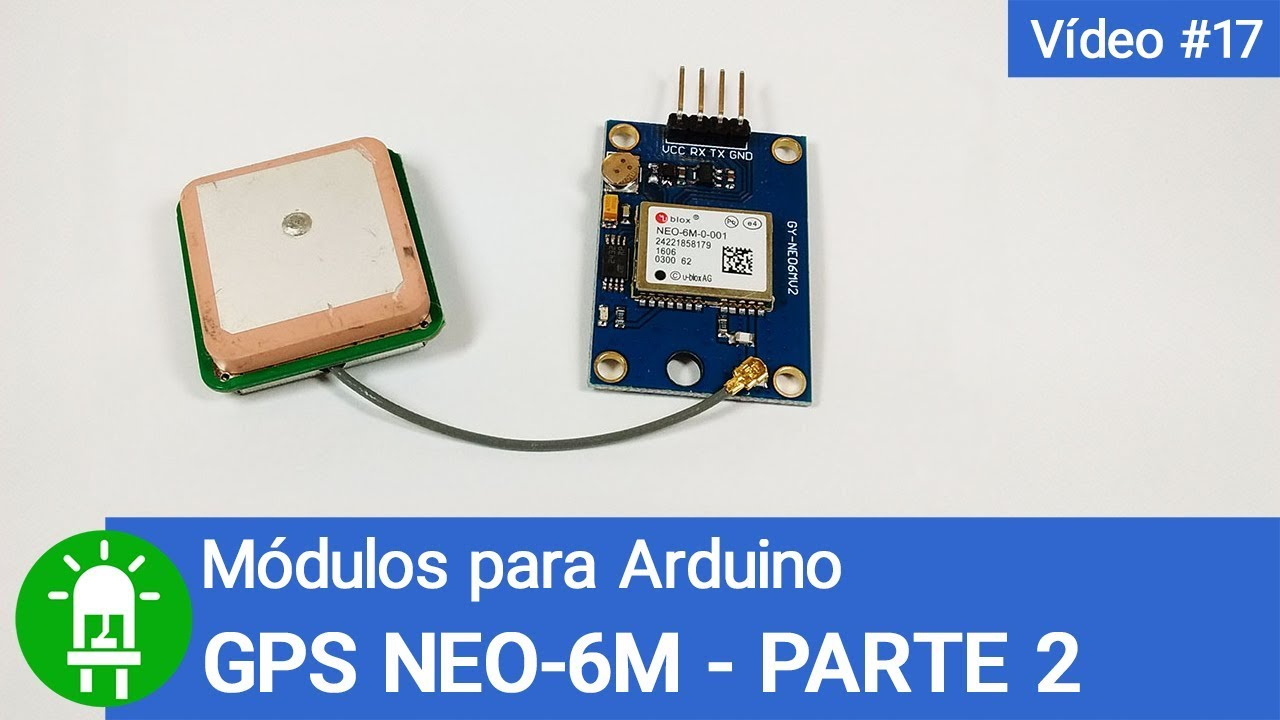 Vídeo #17
VCC RX TX GND
u blox ®
NEO-6M-0-001
24221858179
1606
0300 62
© u-blox AG
e4
GY-NEO6MV2
Módulos para Arduino
GPS NEO-6M - PARTE 2